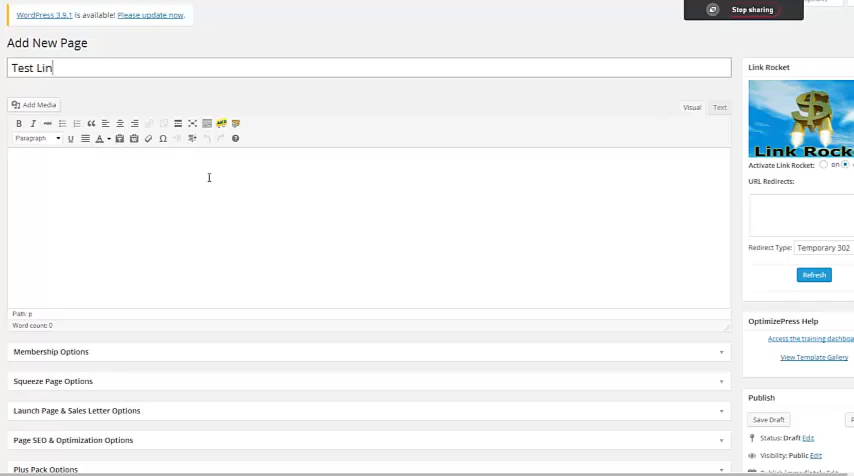 WordPress 3.9.1 is available! Please update now.
Stop sharing
Add New Page
Test Lin
Add Media
Visual Text
Paragraph
Path: p
Word count: 0
Membership Options
Squeeze Page Options
Launch Page & Sales Letter Options
Page SEO & Optimization Options
Plus Pack Options
Link Rocket
Link Rock
Activate Link Rocket: on
URL Redirects:
Redirect Type: Temporary 302
Refresh
OptimizePress Help
Access the training dashboa
View Template Gallery
Publish
Save Draft
Status: Draft Edit
Visibility: Public Edit